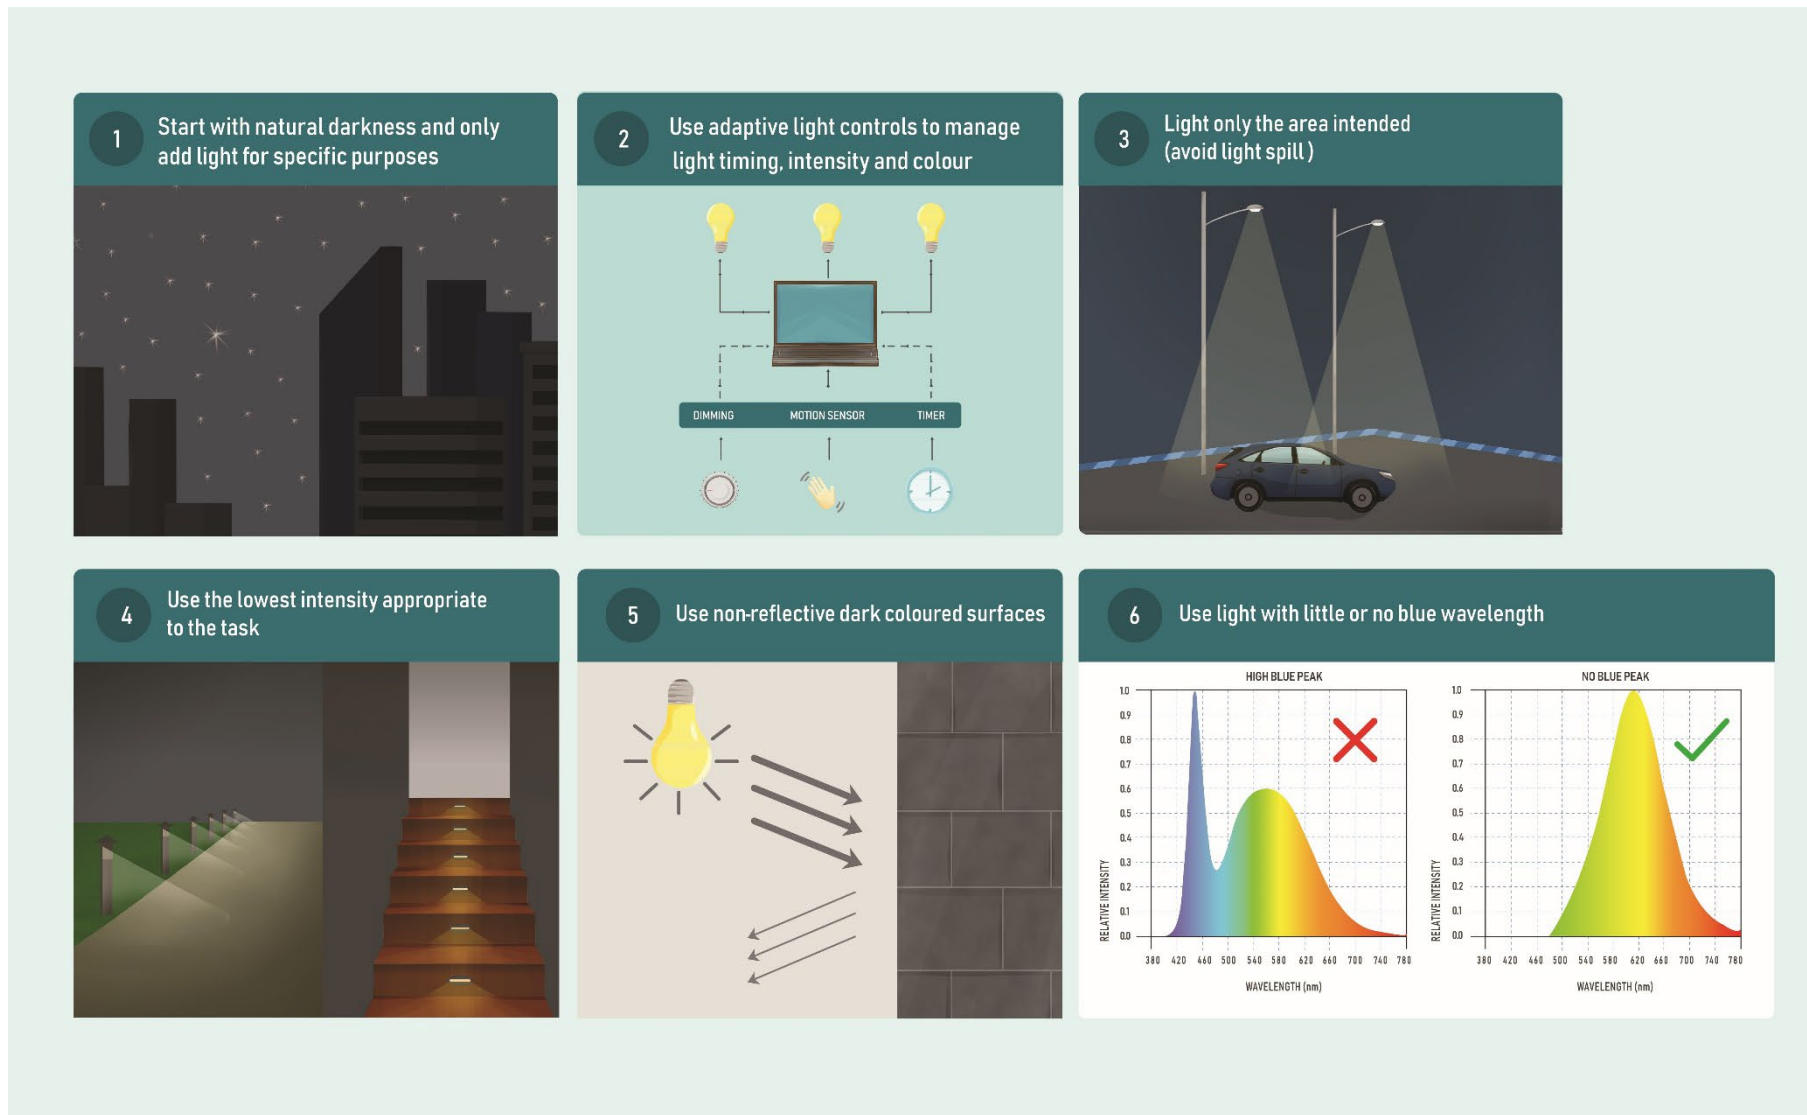 1
Start with natural darkness and only
add light for specific purposes
2
Use adaptive light controls to manage
light timing, intensity and colour
DIMMING MOTION SENSOR TIMER
3
Light only the area intended
(avoid light spill)
4
Use the lowest intensity appropriate
to the task
5
Use non-reflective dark coloured surfaces
6
Use light with little or no blue wavelength
HIGH BLUE PEAK
1.0
0.9
0.8
0.7
0.6
0.5
0.4
0.3
0.2
0.1
0.0
RELATIVE INTENSITY
380 420 460 500 540 580 620 660 700 740 780
WAVELENGTH (nm)
NO BLUE PEAK
1.0
0.9
0.8
0.7
0.6
0.5
0.4
0.3
0.2
0.1
0.0
RELATIVE INTENSITY
380 420 460 500 540 580 620 660 700 740 780
WAVELENGTH (nm)